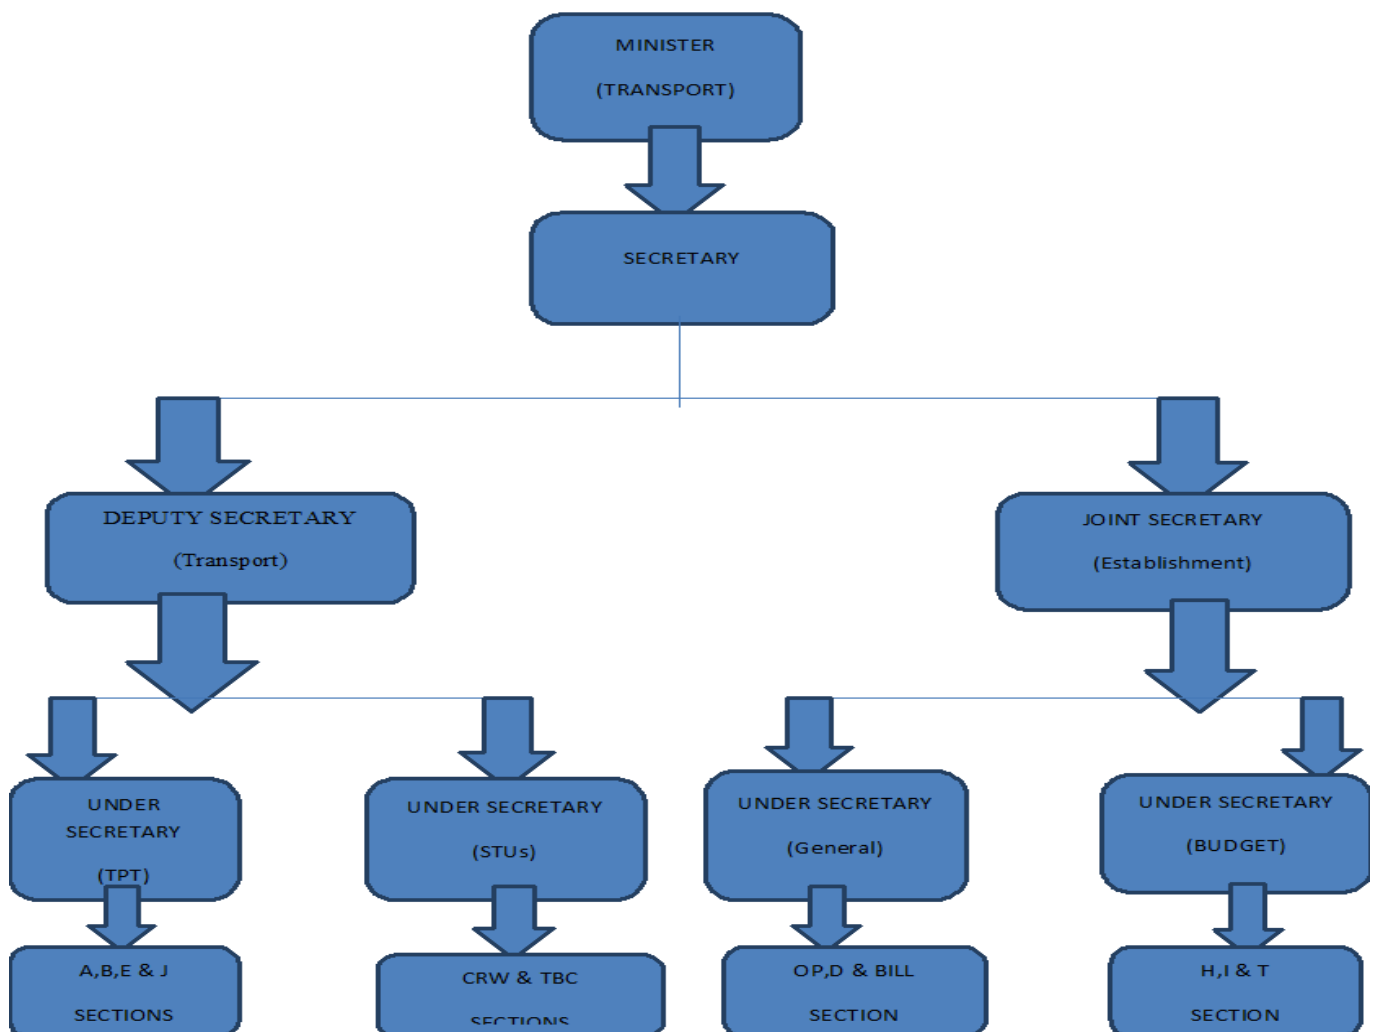 MINISTER
(TRANSPORT)
SECRETARY
DEPUTY SECRETARY
(Transport)
JOINT SECRETARY
(Establishment)
UNDER
SECRETARY
(TPT)
UNDER SECRETARY
(STUs)
UNDER SECRETARY
(General)
UNDER SECRETARY
(BUDGET)
A,B,E & J
SECTIONS
CRW & TBC
SECTIONS
OP,D & BILL
SECTION
H,I & T
SECTION